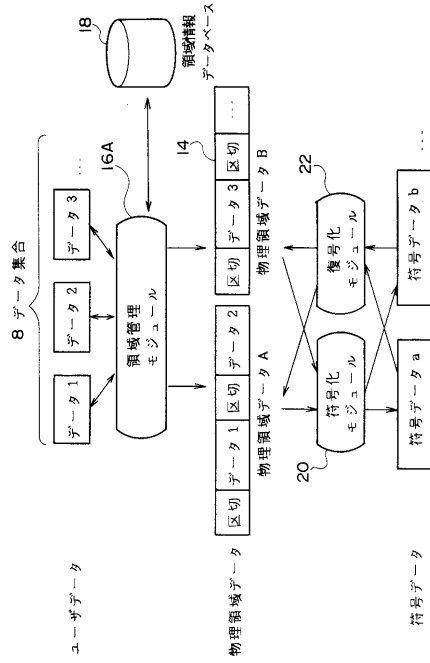 8 データ集合
ユーザデータ
データ1
データ2
データ3
...
領域管理
モジュール
16A
18
領域情報
データベース
物理領域データ
区切
データ1
区切
データ2
物理領域データA
14
区切
データ3
区切
...
物理領域データB
20
符号化
モジュール
22
復号化
モジュール
符号データ
符号データa
符号データb
...